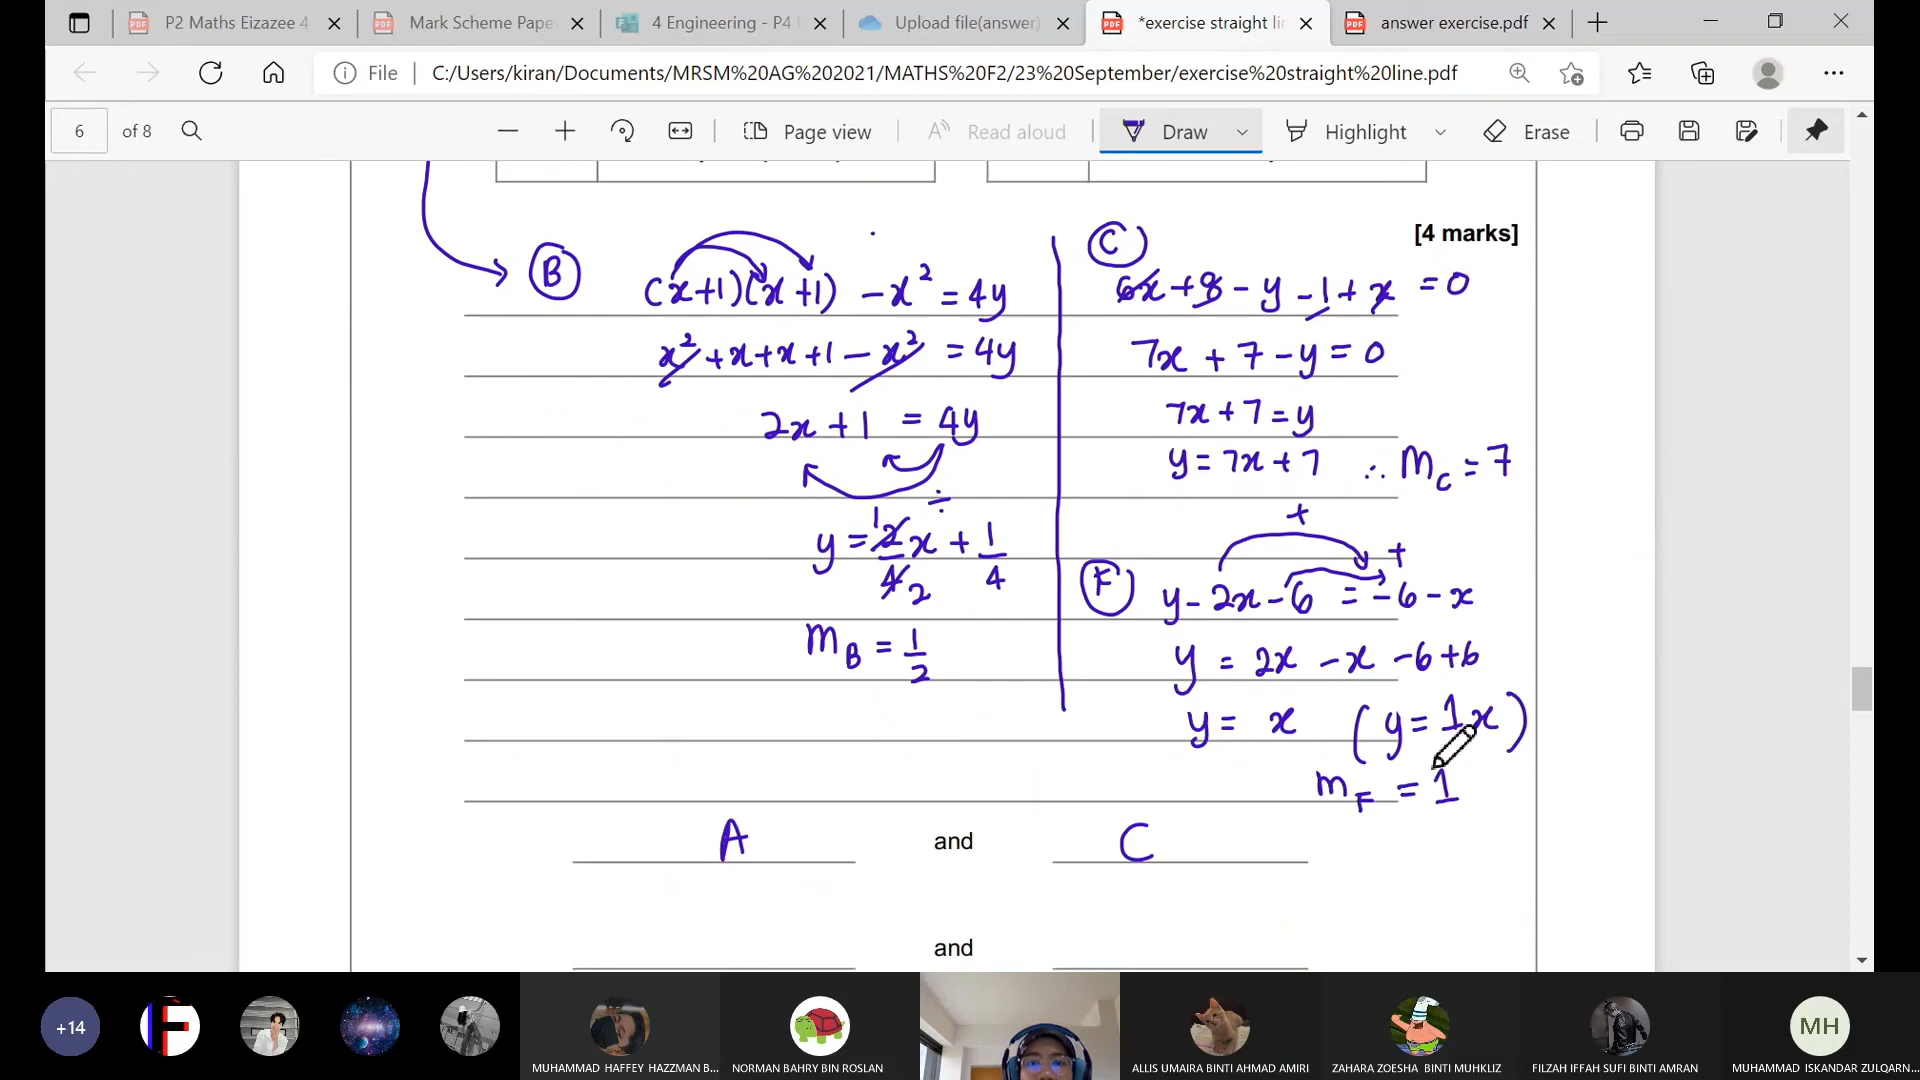 P2 Maths Eizazee 4
Mark Scheme Pape
4 Engineering - P4
Upload file(answer)
*exercise straight li
answer exercise.pdf
File
C:/Users/kiran/Documents/MRSM%20AG%202021/MATHS%20F2/23%20September/exercise%20straight%20line.pdf
6 of 8
Page view
Read aloud
Draw
Highlight
Erase
[4 marks]
B
(x+1)(x+1) - x² = 4y
x² + x + x + 1 - x² = 4y
2x + 1 = 4y
÷
1
y = 2/4 x + 1/4
2
m_B = 1/2
C
6x + 8 - y - 1 + x = 0
7x + 7 - y = 0
7x + 7 = y
y = 7x + 7 ∴ m_C = 7
+
+
F
y - 2x - 6 = -6 - x
y = 2x - x - 6 + 6
y = x (y = 1x)
m_F = 1
A and C
and
+14
F
MUHAMMAD HAFFEY HAZZMAN B...
NORMAN BAHRY BIN ROSLAN
ALLIS UMAIRA BINTI AHMAD AMIRI
ZAHARA ZOESHA BINTI MUHKLIZ
FILZAH IFFAH SUFI BINTI AMRAN
MH
MUHAMMAD ISKANDAR ZULQARN...